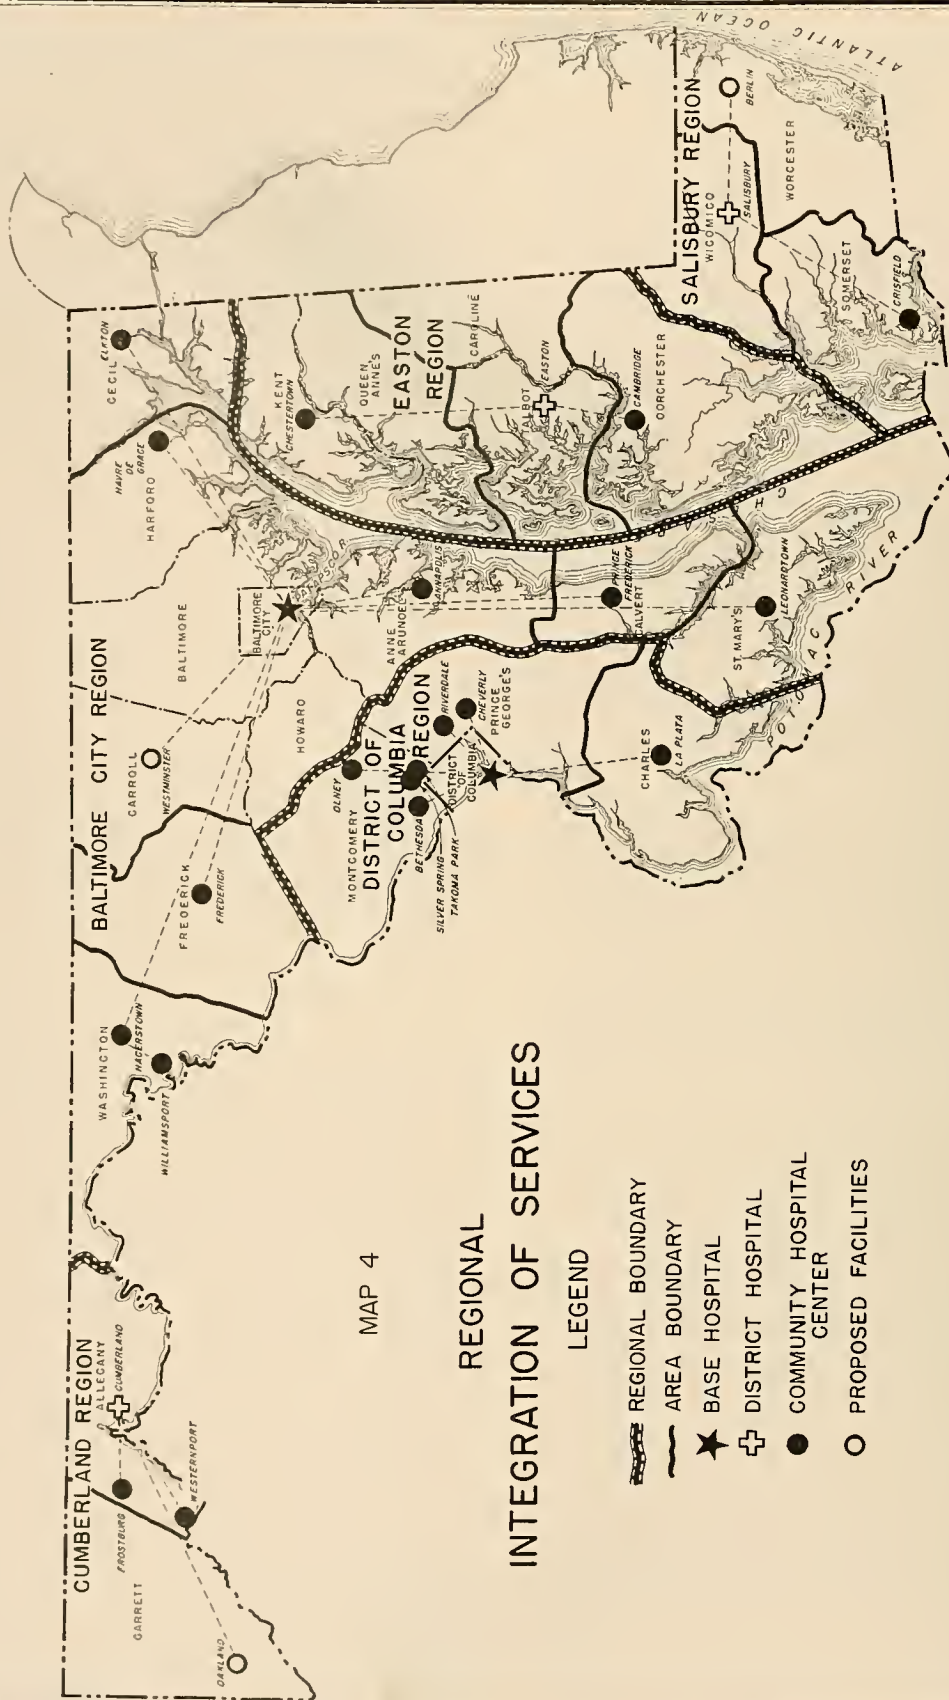 MAP 4
REGIONAL
INTEGRATION OF SERVICES
LEGEND
REGIONAL BOUNDARY
AREA BOUNDARY
BASE HOSPITAL
DISTRICT HOSPITAL
COMMUNITY HOSPITAL
CENTER
PROPOSED FACILITIES
CUMBERLAND REGION
ALLEGANY
CUMBERLAND
FROSTBURG
WESTERNPORT
GARRETT
OAKLAND
WASHINGTON
HAGERSTOWN
WILLIAMSPORT
BALTIMORE CITY REGION
FREDERICK
FREDERICK
CARROLL
WESTMINSTER
BALTIMORE
BALTIMORE
CITY
PATAPSCO R
HOWARD
HARFORD
HAVRE
DE
GRACE
CECIL
ELKTON
ANNE
ARUNDEL
ANNAPOLIS
PRINCE
FREDERICK
CALVERT
ST. MARY'S
LEONARDTOWN
DISTRICT OF
COLUMBIA REGION
MONTGOMERY
OLNEY
BETHESDA
SILVER SPRING
TAKOMA PARK
DISTRICT
OF
COLUMBIA
RIVERDALE
CHEVERLY
PRINCE
GEORGE'S
CHARLES
LA PLATA
POTOMAC RIVER
EASTON
REGION
KENT
CHESTERTOWN
QUEEN
ANNE'S
CAROLINE
TALBOT
EASTON
CAMBRIDGE
DORCHESTER
SALISBURY REGION
WICOMICO
SALISBURY
BERLIN
WORCESTER
SOMERSET
CRISFIELD
ATLANTIC OCEAN